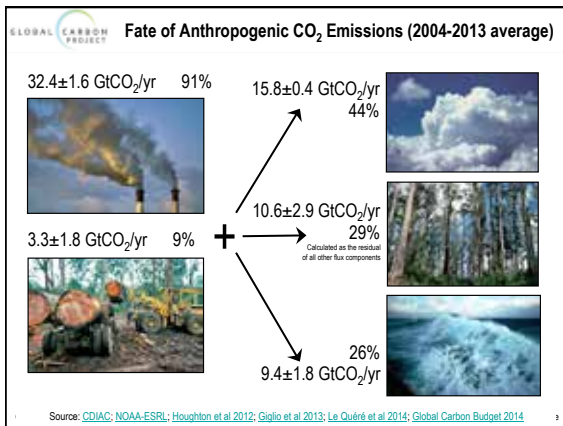 GLOBAL CARBON
PROJECT
Fate of Anthropogenic CO₂ Emissions (2004-2013 average)
32.4±1.6 GtCO₂/yr 91%
15.8±0.4 GtCO₂/yr
44%
10.6±2.9 GtCO₂/yr
29%
Calculated as the residual
of all other flux components
3.3±1.8 GtCO₂/yr 9%
+
26%
9.4±1.8 GtCO₂/yr
Source: CDIAC; NOAA-ESRL; Houghton et al 2012; Giglio et al 2013; Le Quéré et al 2014; Global Carbon Budget 2014